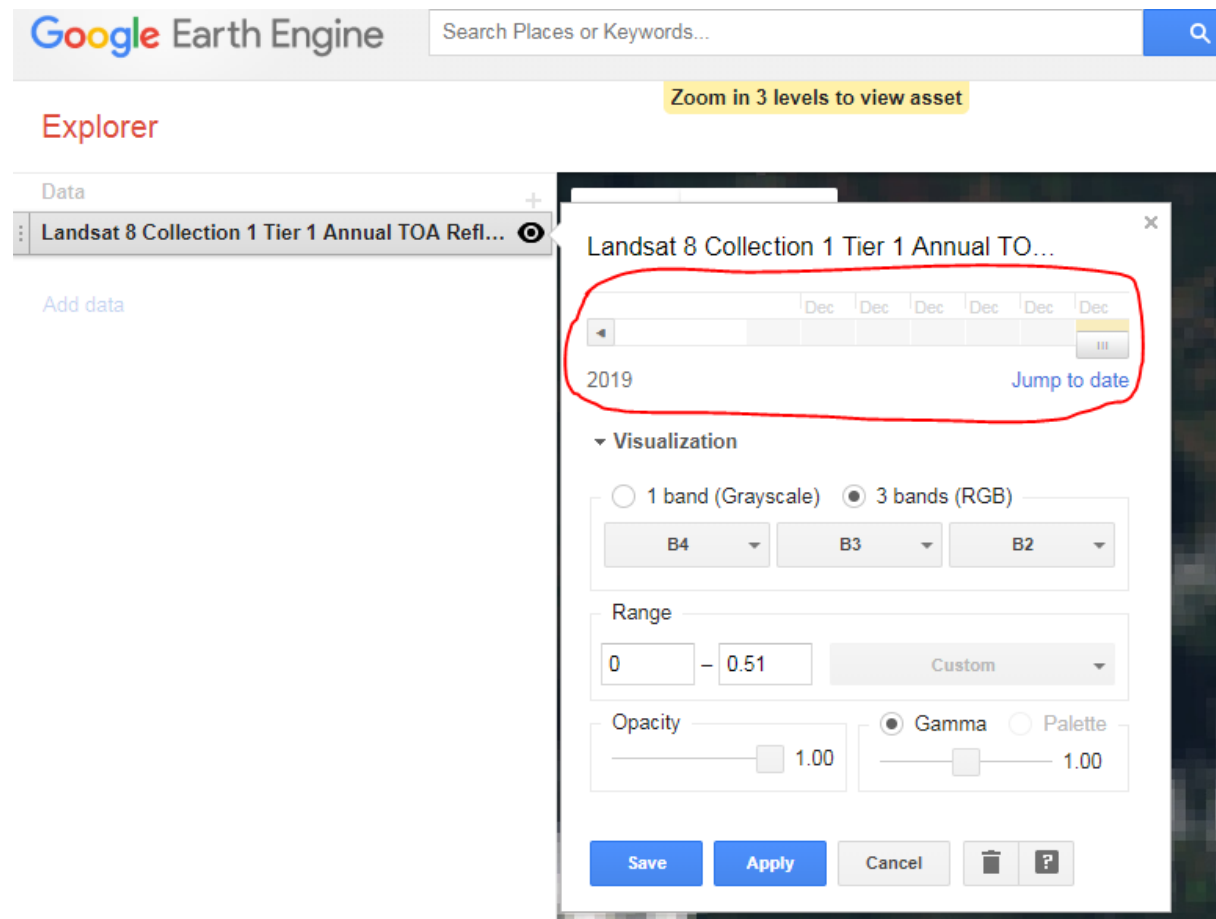 Google Earth Engine
Search Places or Keywords...
Zoom in 3 levels to view asset
Explorer
Data
Landsat 8 Collection 1 Tier 1 Annual TOA Refl...
Add data
Landsat 8 Collection 1 Tier 1 Annual TO...
Dec Dec Dec Dec Dec Dec
2019 Jump to date
Visualization
1 band (Grayscale) 3 bands (RGB)
B4 B3 B2
Range
0 – 0.51 Custom
Opacity Gamma Palette
1.00 1.00
Save Apply Cancel ?